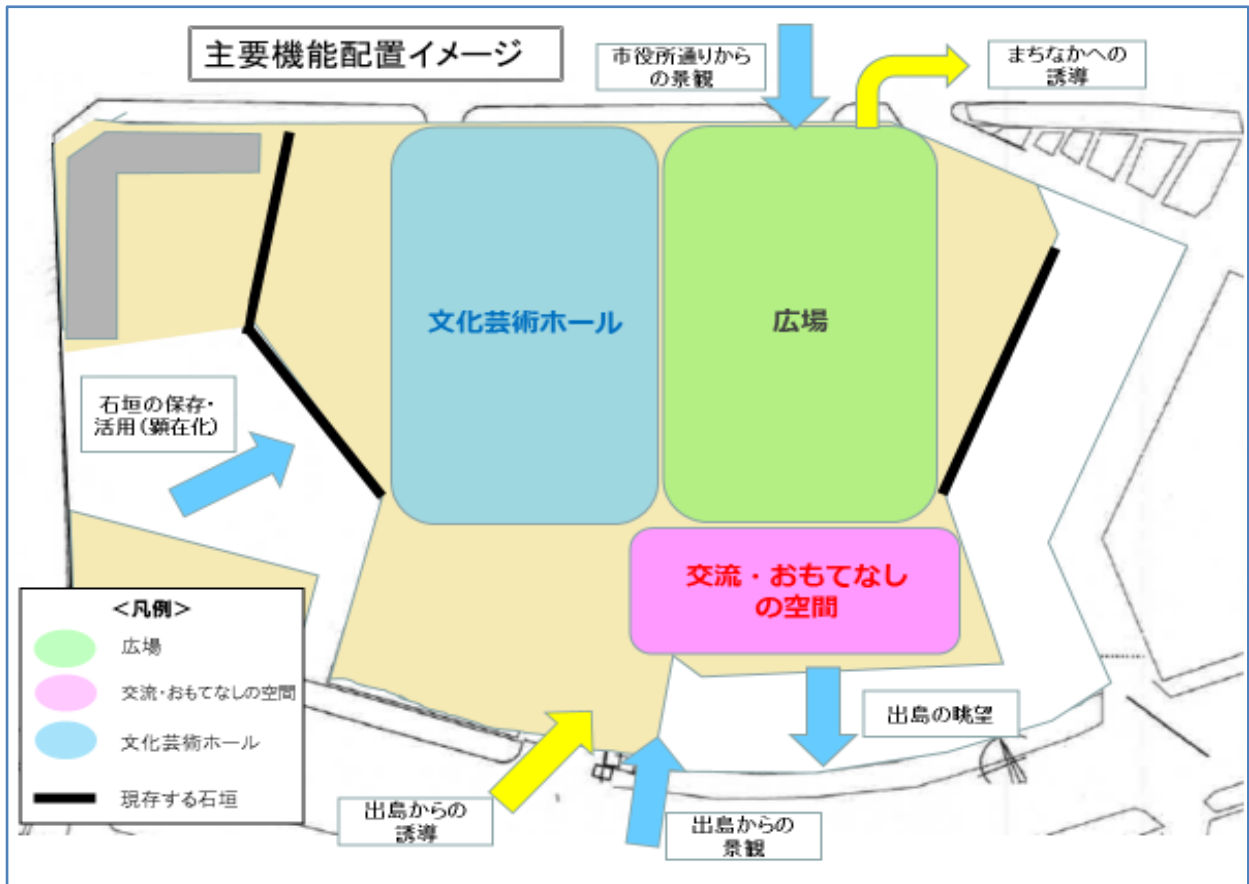 主要機能配置イメージ
市役所通りから
の景観
まちなかへの
誘導
文化芸術ホール
広場
石垣の保存・
活用(顕在化)
交流・おもてなし
の空間
<凡例>
広場
交流・おもてなしの空間
文化芸術ホール
現存する石垣
出島の眺望
出島からの
誘導
出島からの
景観